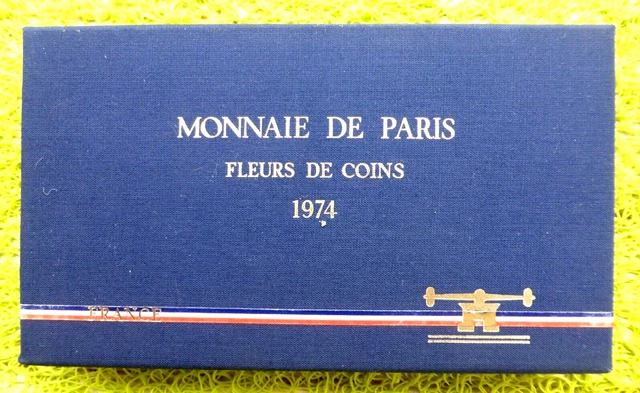 MONNAIE DE PARIS
FLEURS DE COINS
1974
FRANCE